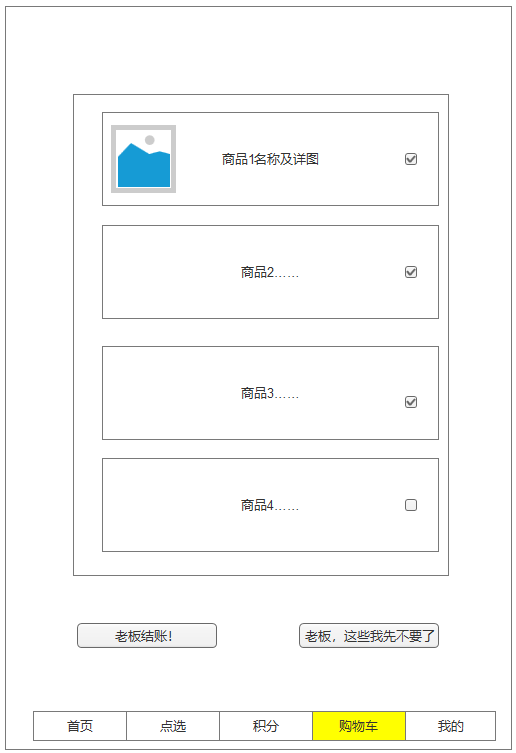 商品1名称及详图
商品2……
商品3……
商品4……
老板结账！
老板，这些我先不要了
首页
点选
积分
购物车
我的